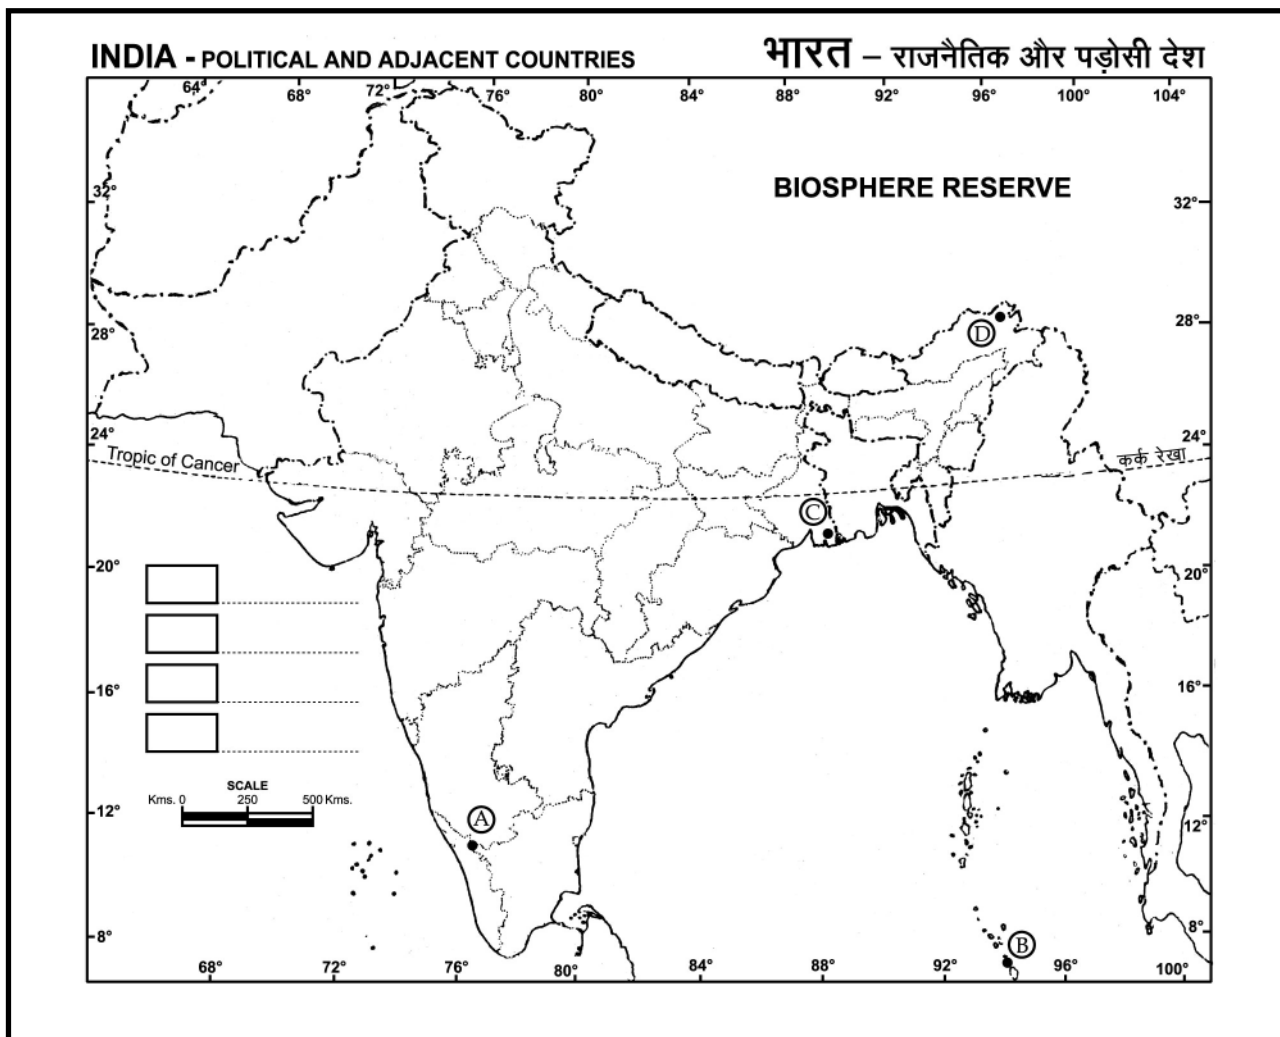 INDIA - POLITICAL AND ADJACENT COUNTRIES
भारत – राजनैतिक और पड़ोसी देश
64° 68° 72° 76° 80° 84° 88° 92° 96° 100° 104°
BIOSPHERE RESERVE
32° 32°
28° 28°
D
24° 24°
Tropic of Cancer
कर्क रेखा
C
20° 20°
16° 16°
SCALE
Kms. 0 250 500 Kms.
12° 12°
A
8° 8°
B
68° 72° 76° 80° 84° 88° 92° 96° 100°